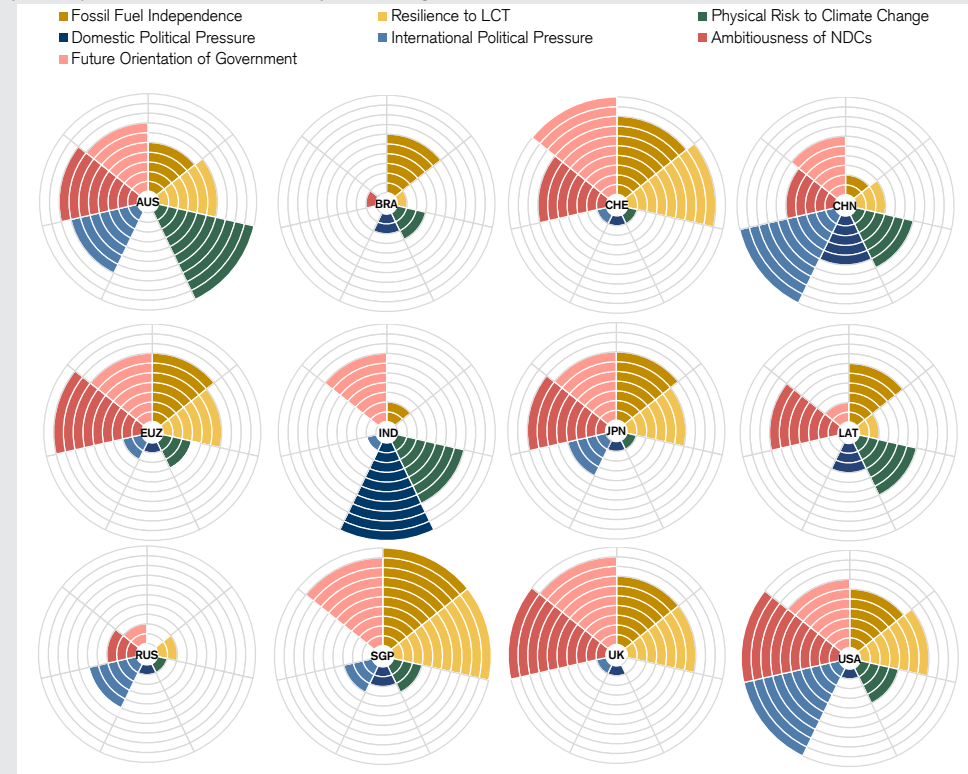 Fossil Fuel Independence
Resilience to LCT
Physical Risk to Climate Change
Domestic Political Pressure
International Political Pressure
Ambitiousness of NDCs
Future Orientation of Government
AUS
BRA
CHE
CHN
EUZ
IND
JPN
LAT
RUS
SGP
UK
USA